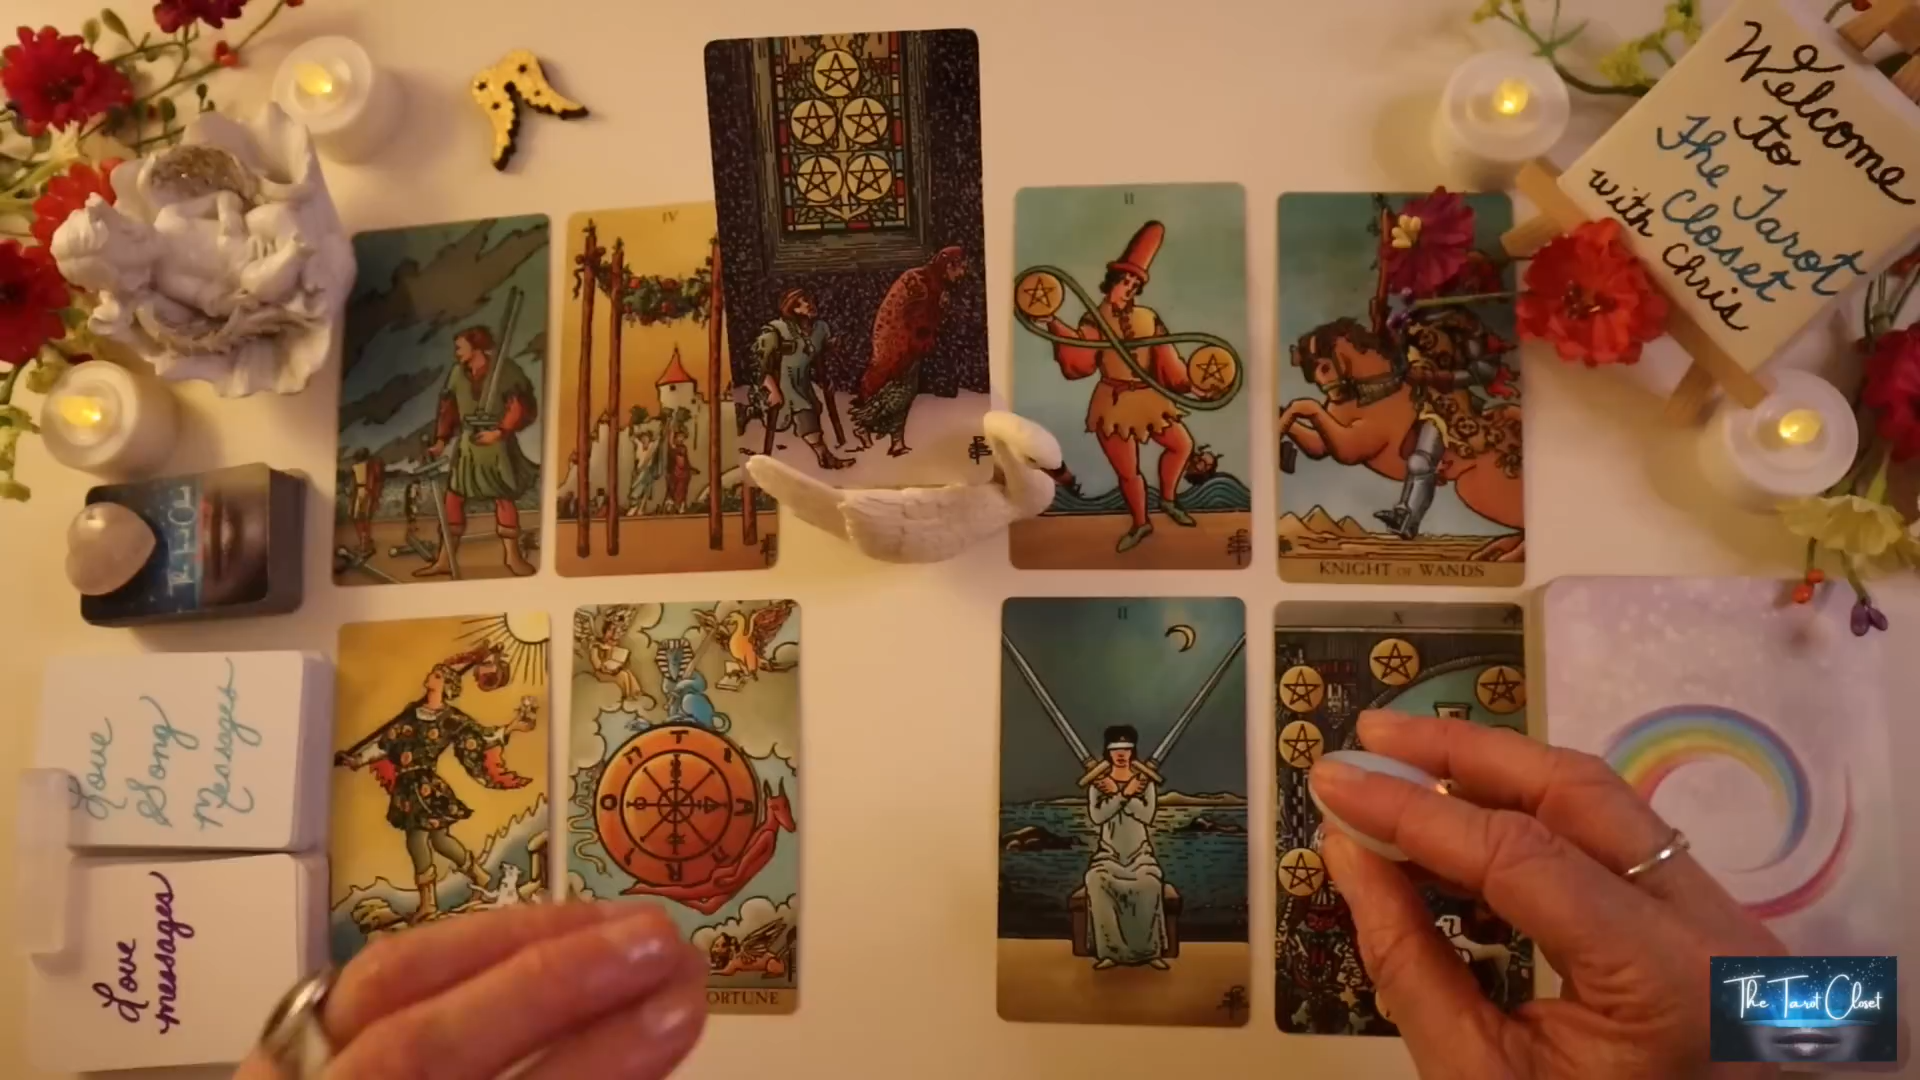 Welcome
to
The Tarot
Closet
with Chris
IV
V
II
KNIGHT OF WANDS
II
X
ORTUNE
Love
Song
Messages
Love
messages
The Tarot Closet